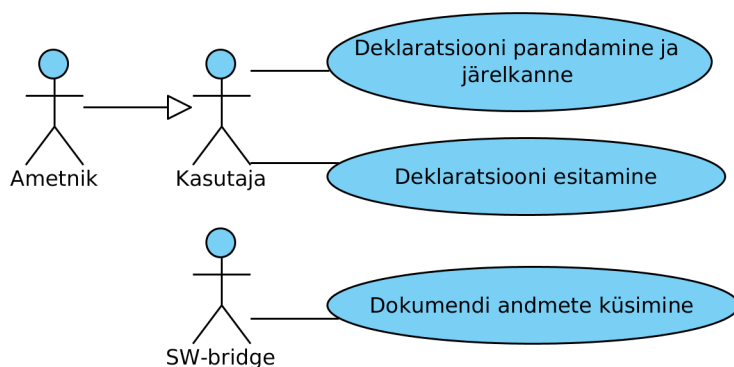 Deklaratsiooni parandamine ja
järelkanne
Ametnik
Kasutaja
Deklaratsiooni esitamine
SW-bridge
Dokumendi andmete küsimine